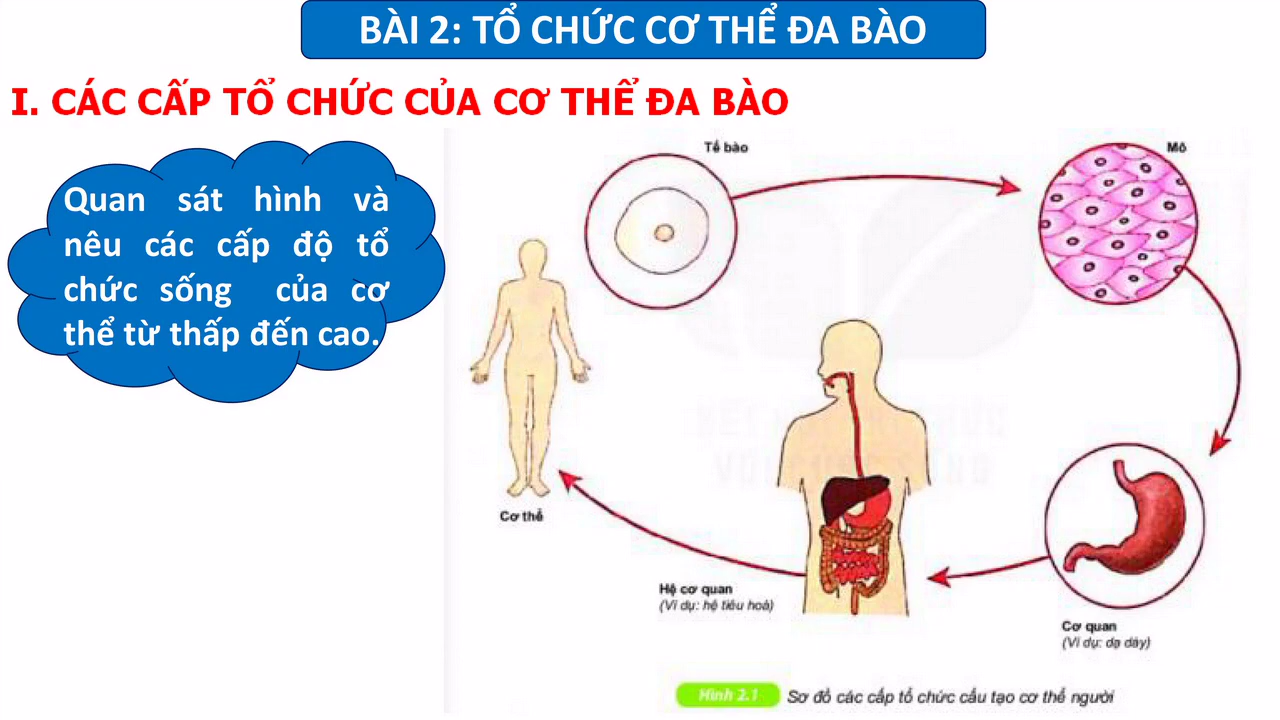 BÀI 2: TỔ CHỨC CƠ THỂ ĐA BÀO
I. CÁC CẤP TỔ CHỨC CỦA CƠ THỂ ĐA BÀO
Quan sát hình và
nêu các cấp độ tổ
chức sống của cơ
thể từ thấp đến cao.
Tế bào
Mô
Cơ thể
Hệ cơ quan
(Ví dụ: hệ tiêu hoá)
Cơ quan
(Ví dụ: dạ dày)
Hình 2.1 Sơ đồ các cấp tổ chức cấu tạo cơ thể người